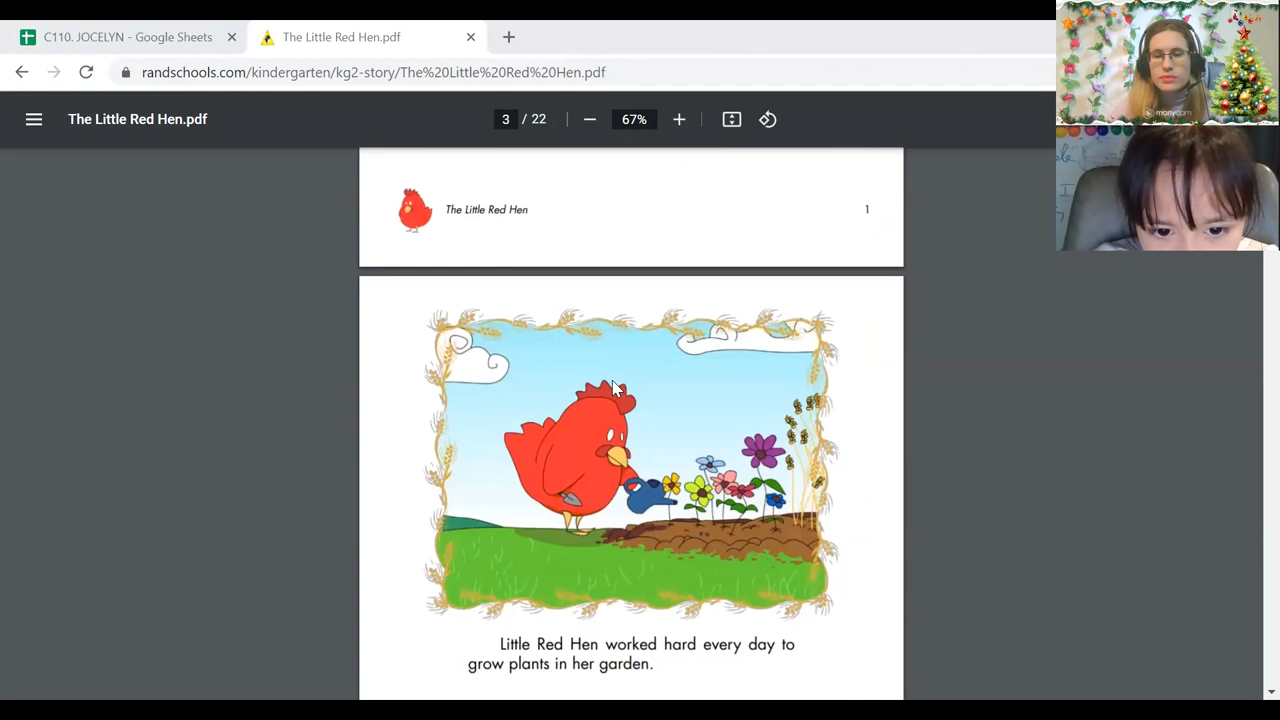 C110. JOCELYN - Google Sheets
The Little Red Hen.pdf
randschools.com/kindergarten/kg2-story/The%20Little%20Red%20Hen.pdf
The Little Red Hen.pdf
3 / 22
67%
The Little Red Hen
1
Little Red Hen worked hard every day to
grow plants in her garden.
manycam